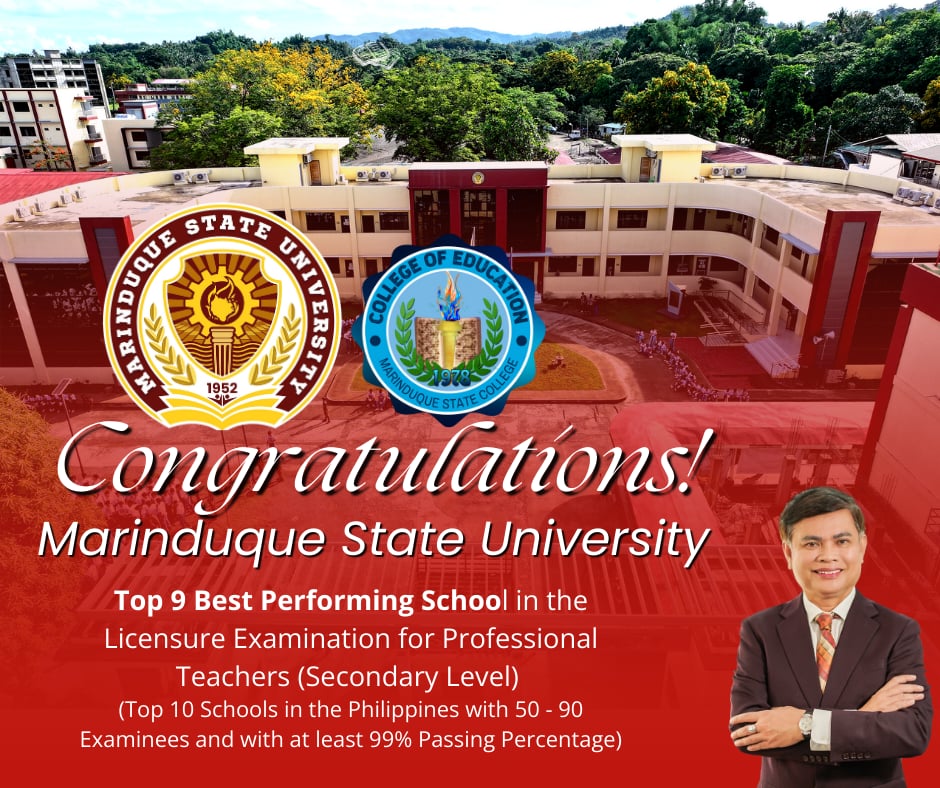 MARINDUQUE STATE UNIVERSITY
1952
COLLEGE OF EDUCATION
1978
MARINDUQUE STATE COLLEGE
Congratulations!
Marinduque State University
Top 9 Best Performing School in the
Licensure Examination for Professional
Teachers (Secondary Level)
(Top 10 Schools in the Philippines with 50 - 90
Examinees and with at least 99% Passing Percentage)